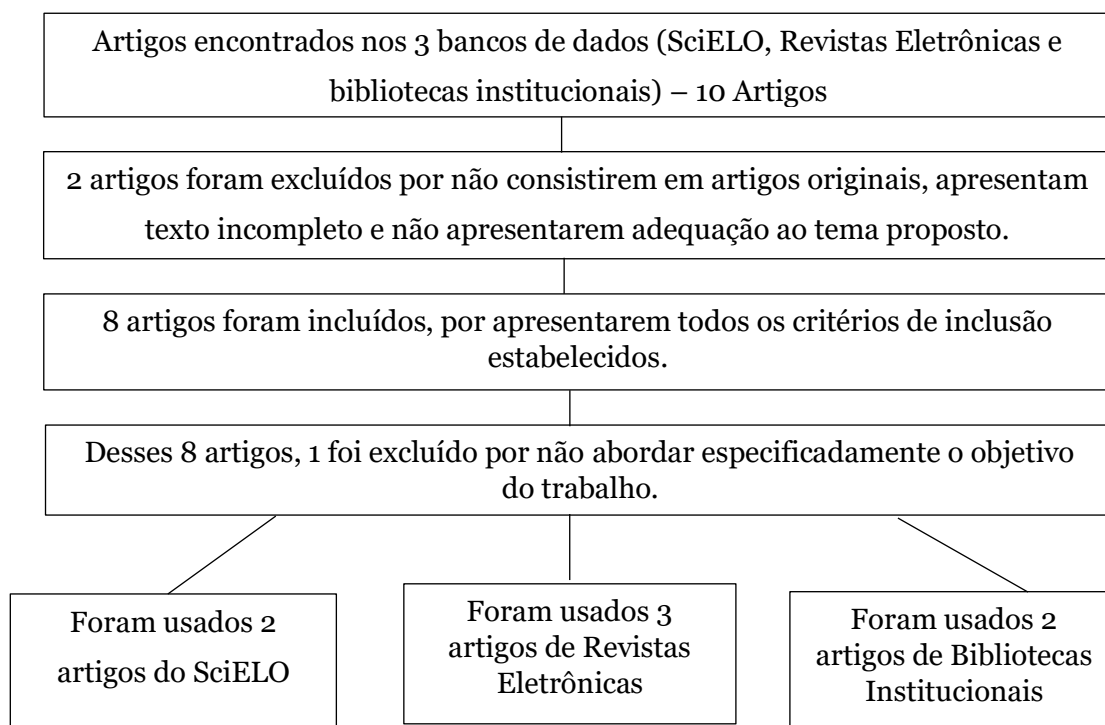 Artigos encontrados nos 3 bancos de dados (SciELO, Revistas Eletrônicas e
bibliotecas institucionais) – 10 Artigos
2 artigos foram excluídos por não consistirem em artigos originais, apresentam
texto incompleto e não apresentarem adequação ao tema proposto.
8 artigos foram incluídos, por apresentarem todos os critérios de inclusão
estabelecidos.
Desses 8 artigos, 1 foi excluído por não abordar especificadamente o objetivo
do trabalho.
Foram usados 2
artigos do SciELO
Foram usados 3
artigos de Revistas
Eletrônicas
Foram usados 2
artigos de Bibliotecas
Institucionais